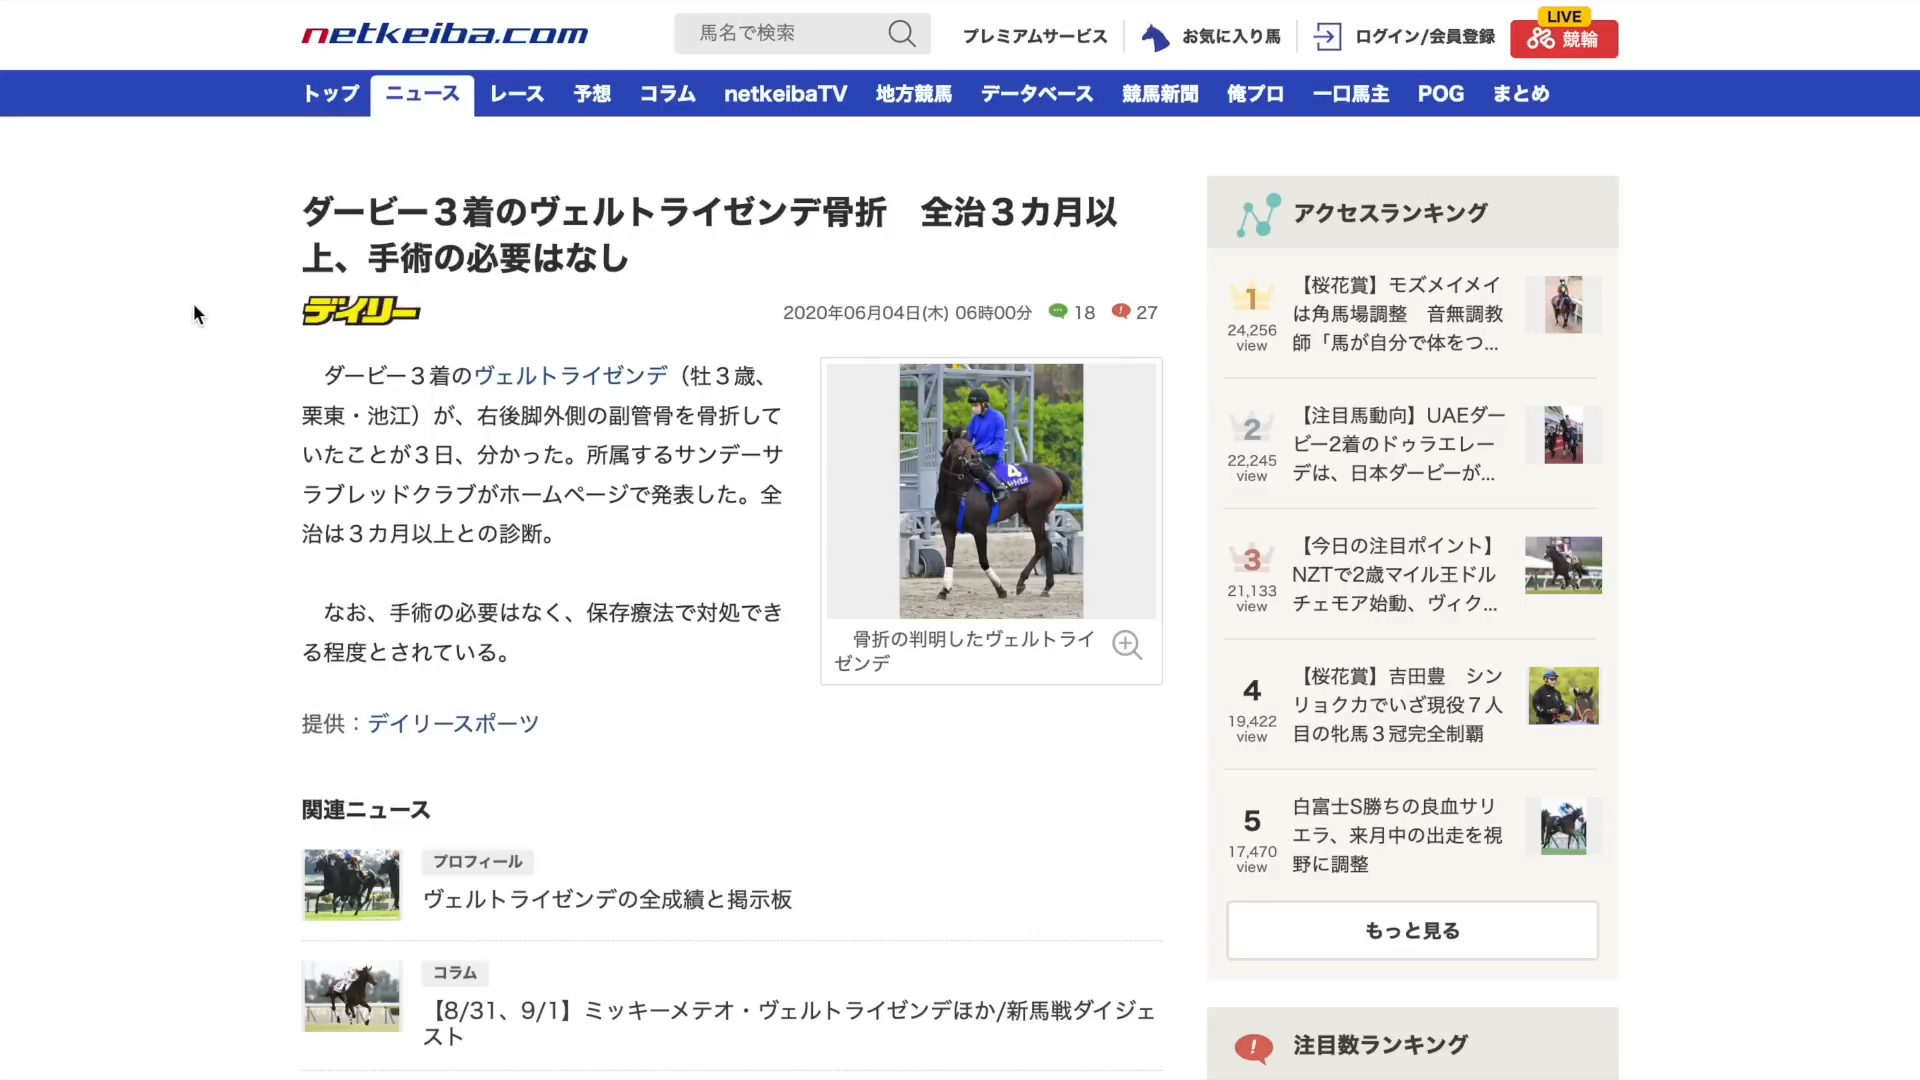 netkeiba.com
馬名で検索
プレミアムサービス
お気に入り馬
ログイン/会員登録
LIVE
競輪
トップ
ニュース
レース
予想
コラム
netkeibaTV
地方競馬
データベース
競馬新聞
俺プロ
一口馬主
POG
まとめ
ダービー３着のヴェルトライゼンデ骨折　全治３カ月以
上、手術の必要はなし
デイリー
2020年06月04日(木) 06時00分
18
27
ダービー３着のヴェルトライゼンデ（牡３歳、
栗東・池江）が、右後脚外側の副管骨を骨折して
いたことが３日、分かった。所属するサンデーサ
ラブレッドクラブがホームページで発表した。全
治は３カ月以上との診断。
なお、手術の必要はなく、保存療法で対処でき
る程度とされている。
4
骨折の判明したヴェルトライ
ゼンデ
提供：デイリースポーツ
関連ニュース
プロフィール
ヴェルトライゼンデの全成績と掲示板
コラム
【8/31、9/1】ミッキーメテオ・ヴェルトライゼンデほか/新馬戦ダイジェ
スト
アクセスランキング
1
24,256
view
【桜花賞】モズメイメイ
は角馬場調整　音無調教
師「馬が自分で体をつ...
2
22,245
view
【注目馬動向】UAEダー
ビー2着のドゥラエレー
デは、日本ダービーが...
3
21,133
view
【今日の注目ポイント】
NZTで2歳マイル王ドル
チェモア始動、ヴィク...
4
19,422
view
【桜花賞】吉田豊　シン
リョクカでいざ現役７人
目の牝馬３冠完全制覇
5
17,470
view
白富士S勝ちの良血サリ
エラ、来月中の出走を視
野に調整
もっと見る
注目数ランキング